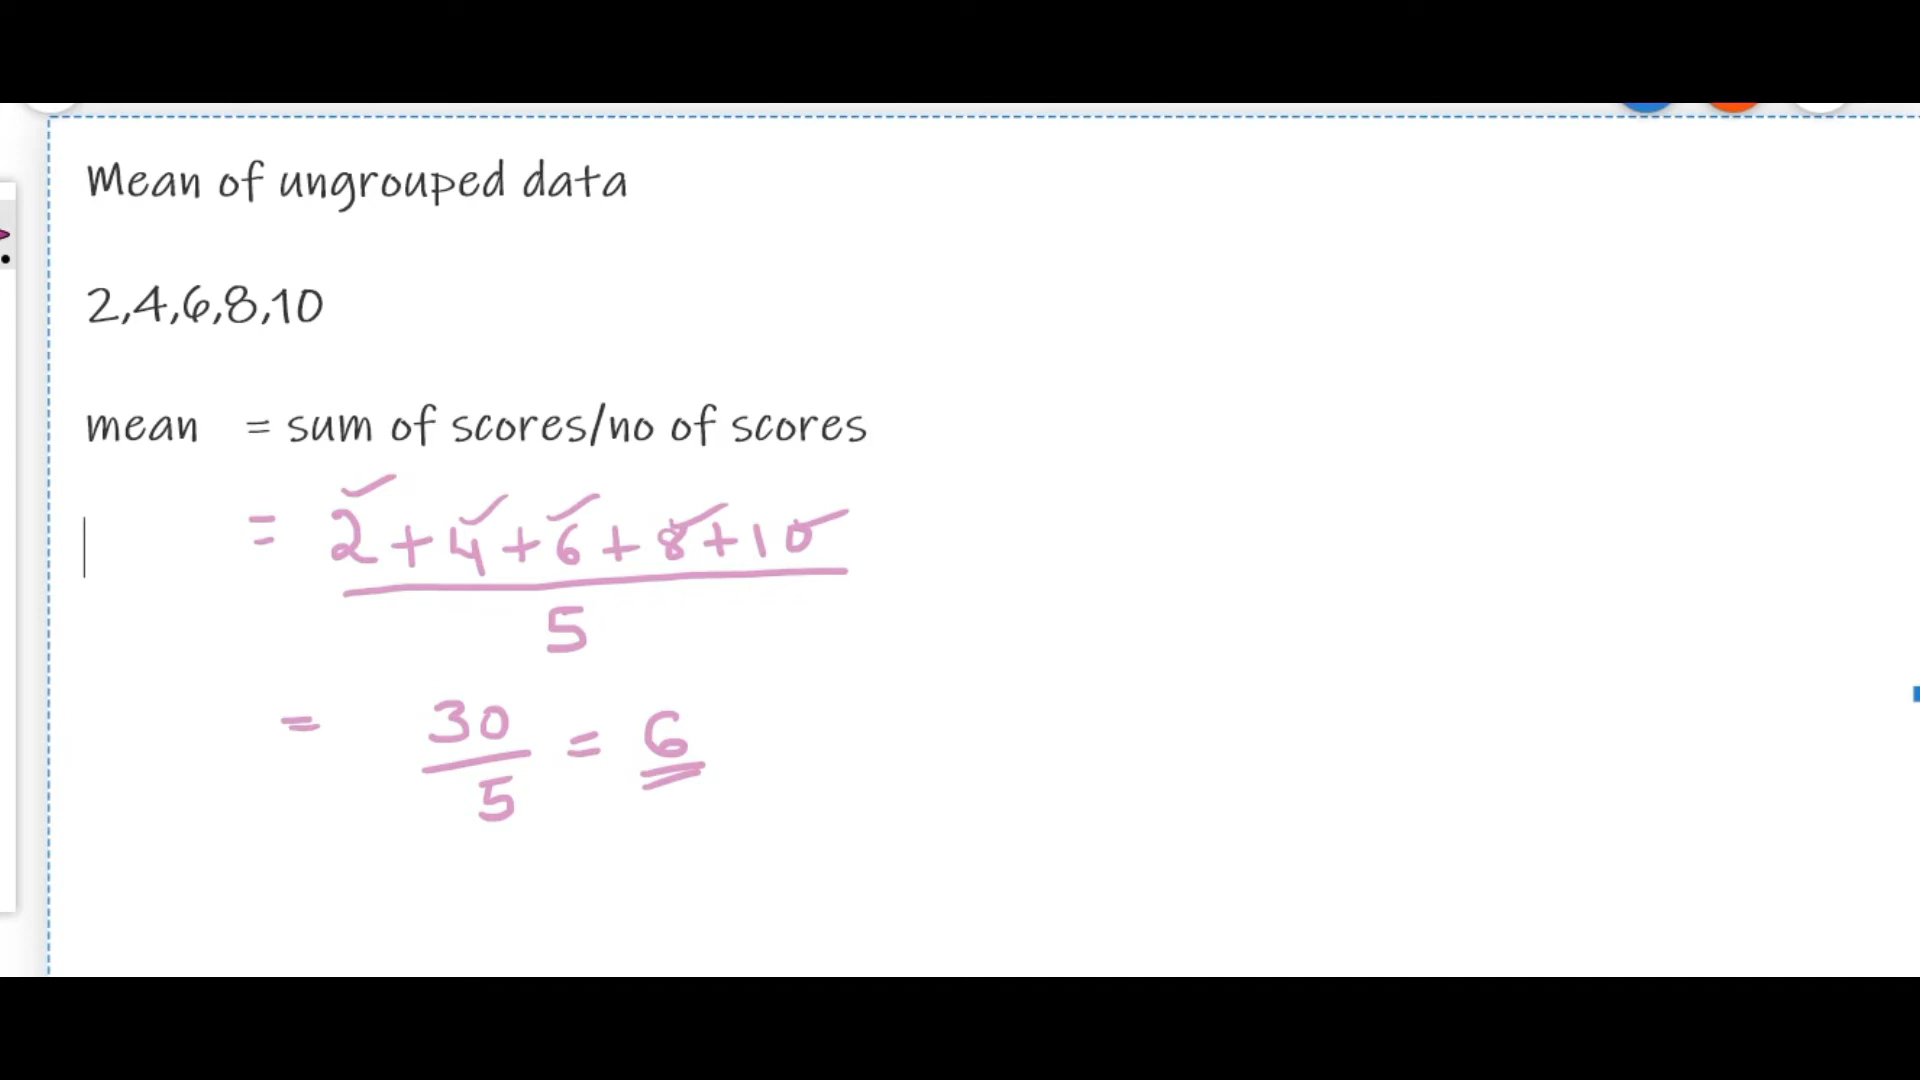 Mean of ungrouped data
2,4,6,8,10
mean = sum of scores/no of scores
= 2+4+6+8+10
5
= 30/5 = 6